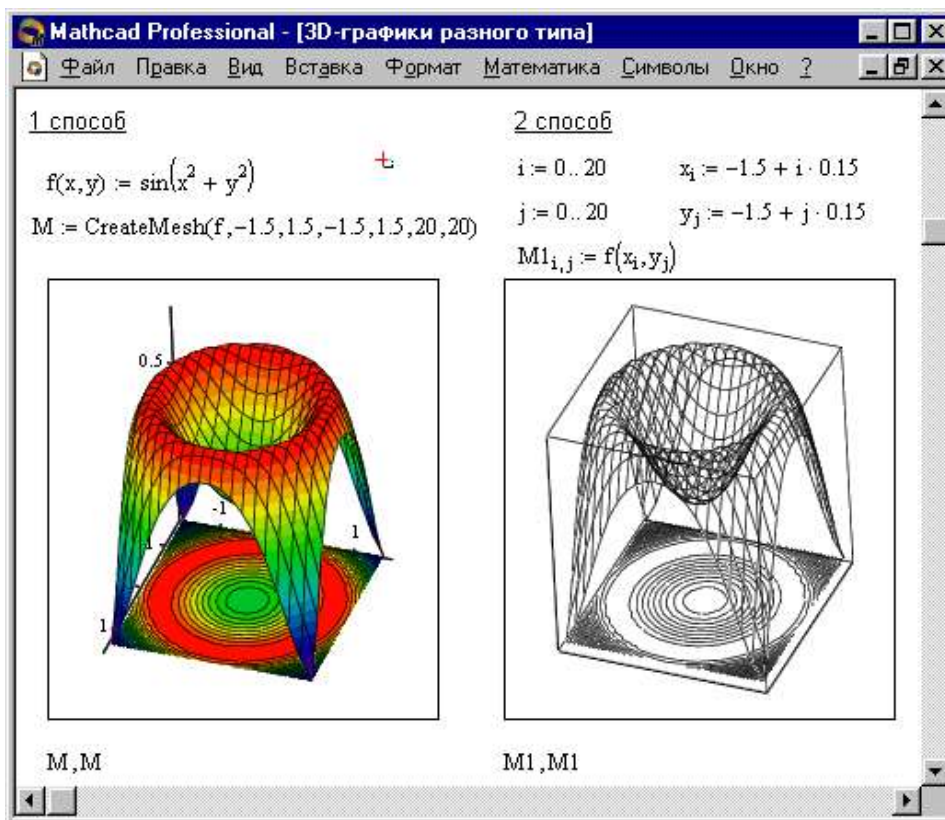 Mathcad Professional - [3D-графики разного типа]
Файл Правка Вид Вставка Формат Математика Символы Окно ?
1 способ
f(x,y) := sin(x² + y²)
M := CreateMesh(f,−1.5,1.5,−1.5,1.5,20,20)
0.5
-1
1
1
1
M,M
2 способ
i := 0.. 20 xᵢ := −1.5 + i · 0.15
j := 0.. 20 yⱼ := −1.5 + j · 0.15
M1ᵢ,ⱼ := f(xᵢ,yⱼ)
M1,M1